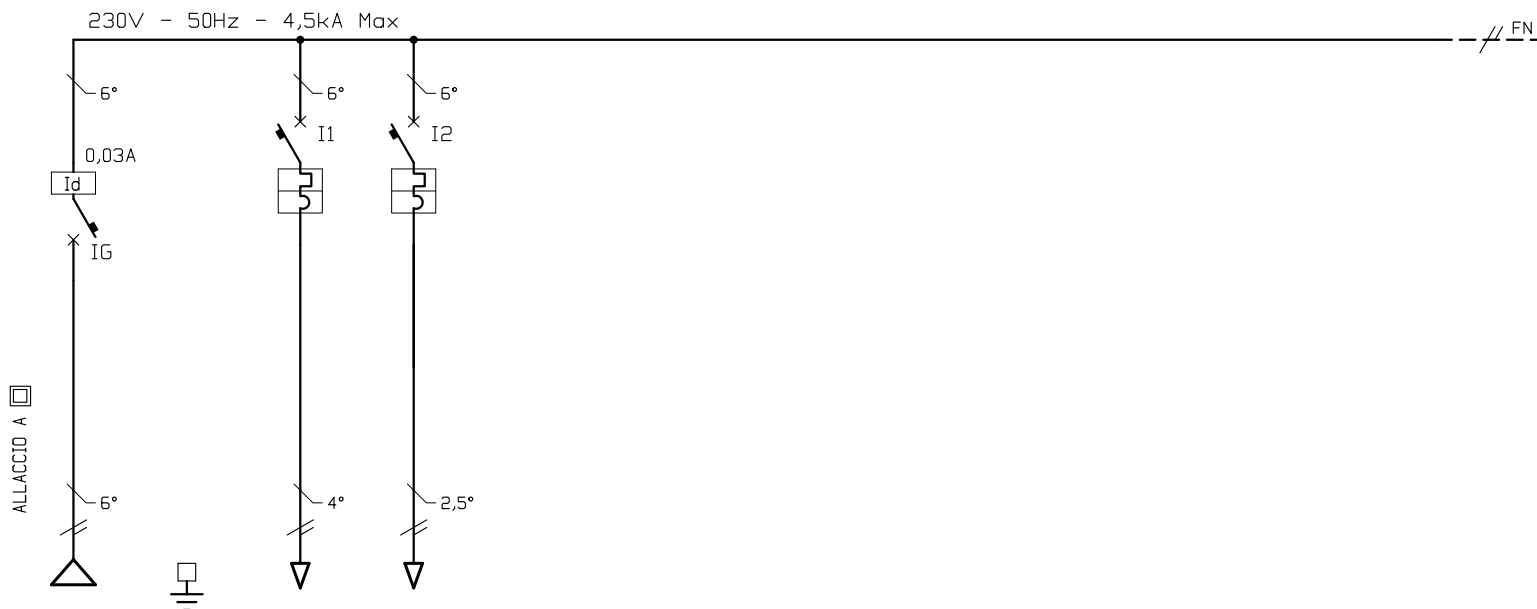 230V - 50Hz - 4,5kA Max
FN
6°
6°
6°
0,03A
I1
I2
Id
IG
ALLACCIO A
6°
4°
2,5°